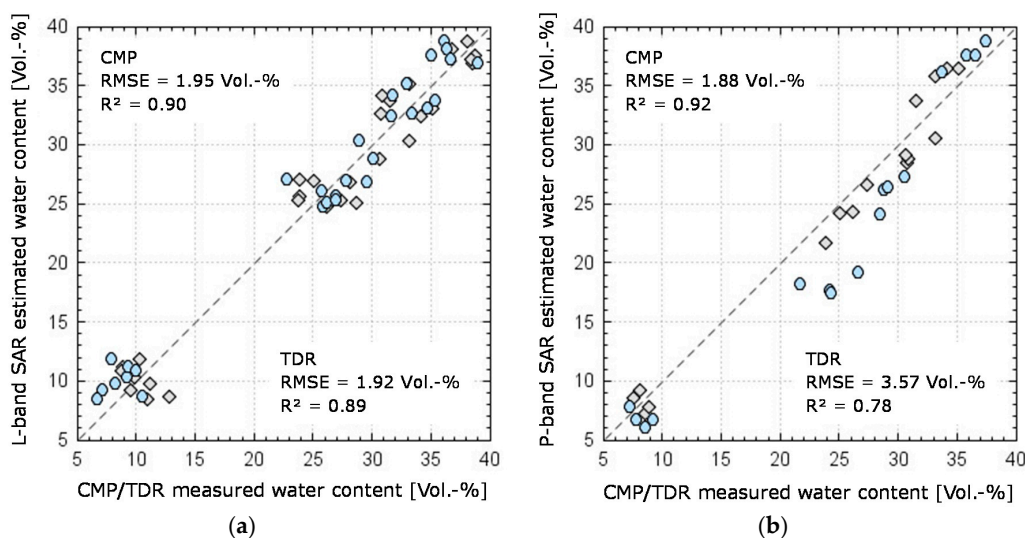 L-band SAR estimated water content [Vol.-%]
40
35
30
25
20
15
10
5
CMP
RMSE = 1.95 Vol.-%
R² = 0.90
TDR
RMSE = 1.92 Vol.-%
R² = 0.89
5 10 15 20 25 30 35 40
CMP/TDR measured water content [Vol.-%]
(a)
P-band SAR estimated water content [Vol.-%]
40
35
30
25
20
15
10
5
CMP
RMSE = 1.88 Vol.-%
R² = 0.92
TDR
RMSE = 3.57 Vol.-%
R² = 0.78
5 10 15 20 25 30 35 40
CMP/TDR measured water content [Vol.-%]
(b)